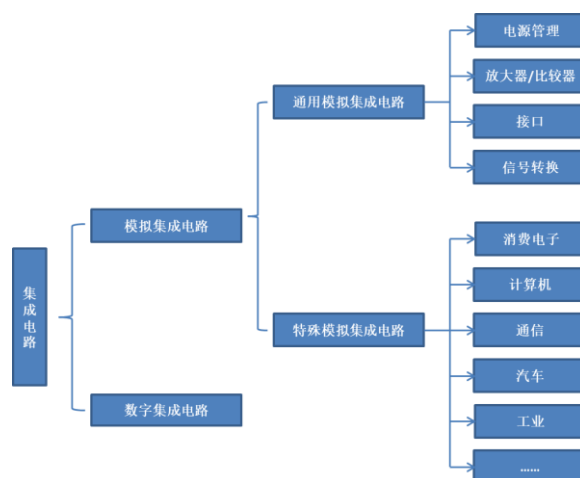 电源管理
放大器/比较器
通用模拟集成电路
接口
信号转换
模拟集成电路
消费电子
计算机
集成电路
特殊模拟集成电路
通信
汽车
数字集成电路
工业
......